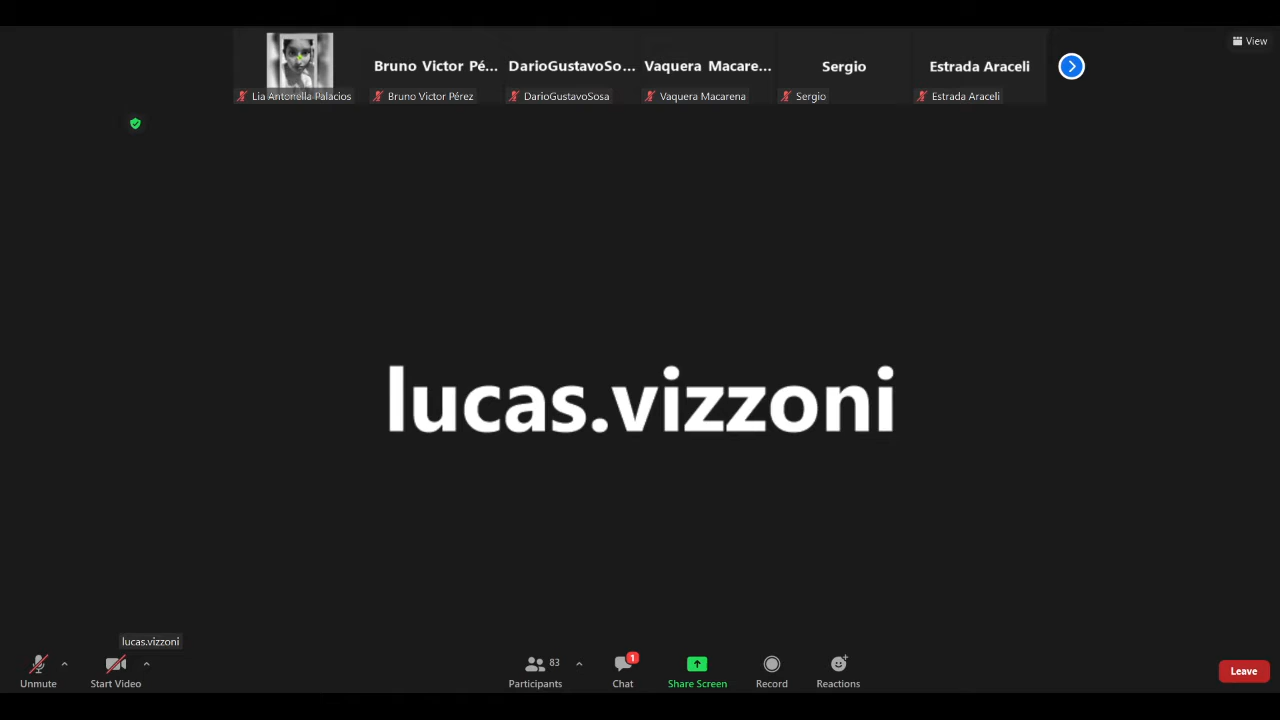 View
Bruno Victor Pé... DarioGustavoSo... Vaquera Macare... Sergio Estrada Araceli
Lia Antonella Palacios Bruno Victor Pérez DarioGustavoSosa Vaquera Macarena Sergio Estrada Araceli
lucas.vizzoni
lucas.vizzoni
83 1
Unmute Start Video Participants Chat Share Screen Record Reactions Leave